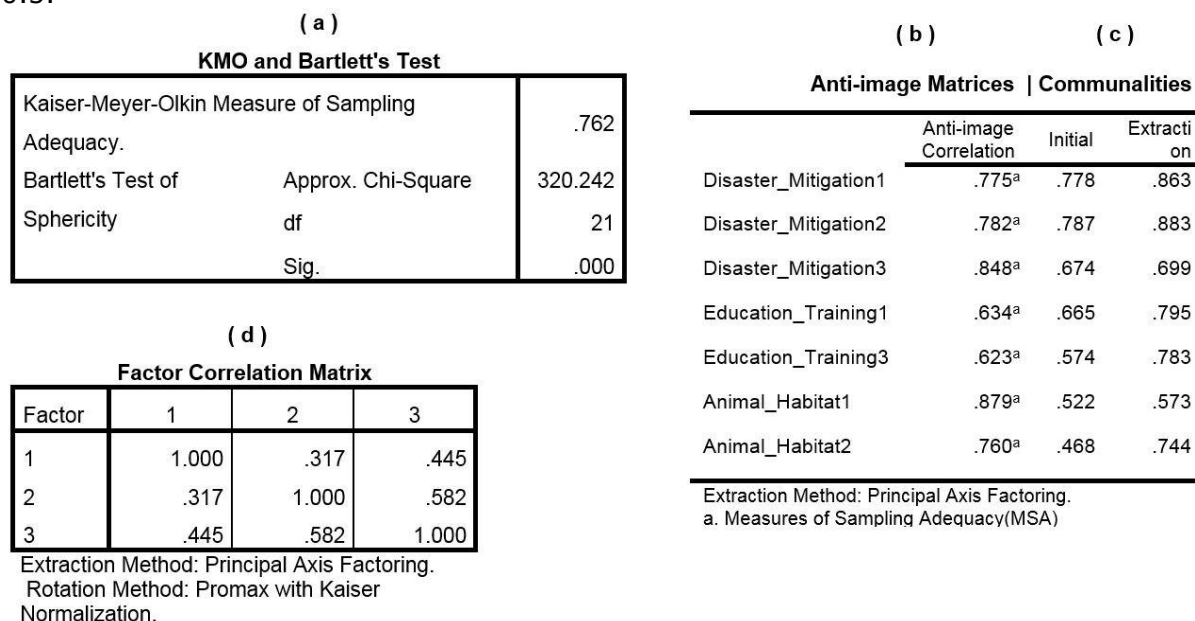 ( a )
KMO and Bartlett's Test
Kaiser-Meyer-Olkin Measure of Sampling
Adequacy. .762
Bartlett's Test of Approx. Chi-Square 320.242
Sphericity df 21
Sig. .000
( b ) ( c )
Anti-image Matrices | Communalities
Anti-image Correlation Initial Extracti on
Disaster_Mitigation1 .775a .778 .863
Disaster_Mitigation2 .782a .787 .883
Disaster_Mitigation3 .848a .674 .699
Education_Training1 .634a .665 .795
Education_Training3 .623a .574 .783
Animal_Habitat1 .879a .522 .573
Animal_Habitat2 .760a .468 .744
Extraction Method: Principal Axis Factoring.
a. Measures of Sampling Adequacy(MSA)
( d )
Factor Correlation Matrix
Factor 1 2 3
1 1.000 .317 .445
2 .317 1.000 .582
3 .445 .582 1.000
Extraction Method: Principal Axis Factoring.
Rotation Method: Promax with Kaiser
Normalization.